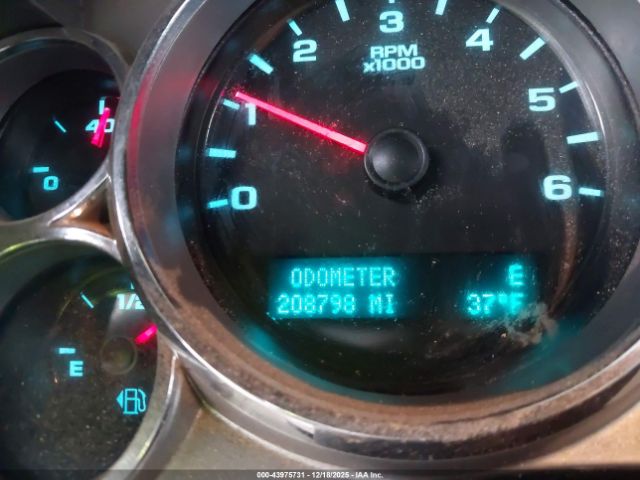 3
2 4
RPM
x1000
1 5
40
0
0 6
ODOMETER E
208798 MI 37°F
1/2
E
000-43975731 - 12/18/2025 - IAA Inc.